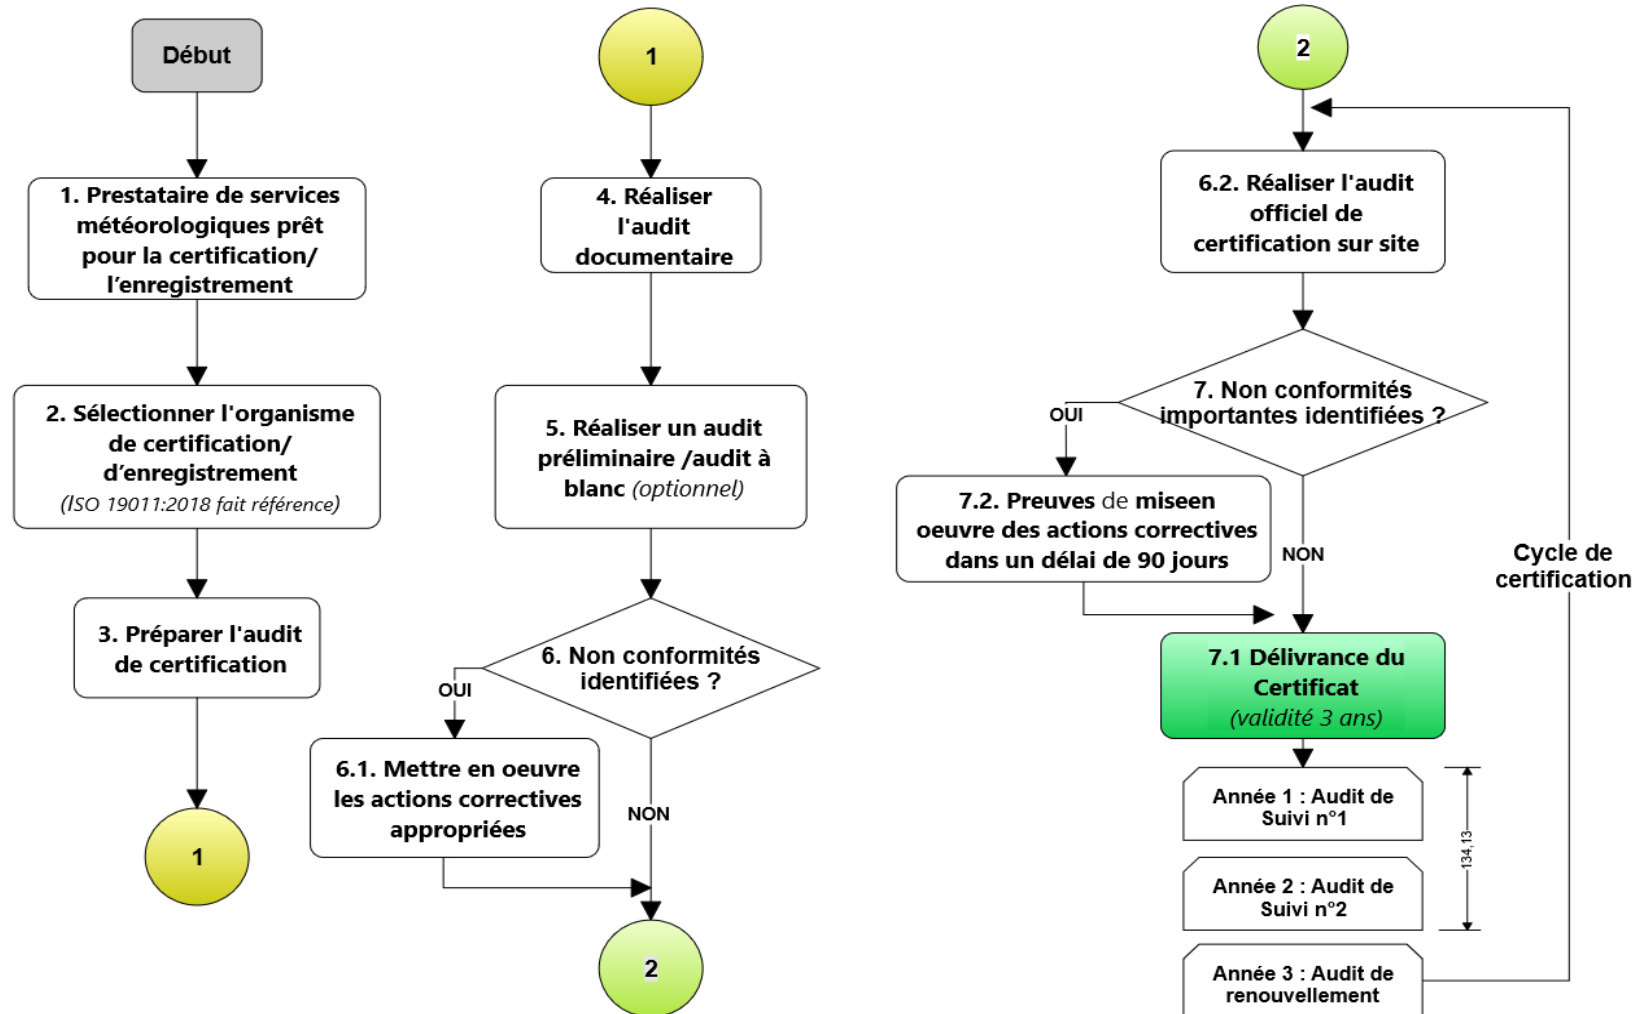 Début
1. Prestataire de services
météorologiques prêt
pour la certification/
l’enregistrement
2. Sélectionner l'organisme
de certification/
d’enregistrement
(ISO 19011:2018 fait référence)
3. Préparer l'audit
de certification
1
1
4. Réaliser
l'audit
documentaire
5. Réaliser un audit
préliminaire /audit à
blanc (optionnel)
6. Non conformités
identifiées ?
OUI
6.1. Mettre en oeuvre
les actions correctives
appropriées
NON
2
2
6.2. Réaliser l'audit
officiel de
certification sur site
7. Non conformités
importantes identifiées ?
OUI
7.2. Preuves de miseen
oeuvre des actions correctives
dans un délai de 90 jours
NON
Cycle de
certification
7.1 Délivrance du
Certificat
(validité 3 ans)
Année 1 : Audit de
Suivi n°1
134,13
Année 2 : Audit de
Suivi n°2
Année 3 : Audit de
renouvellement